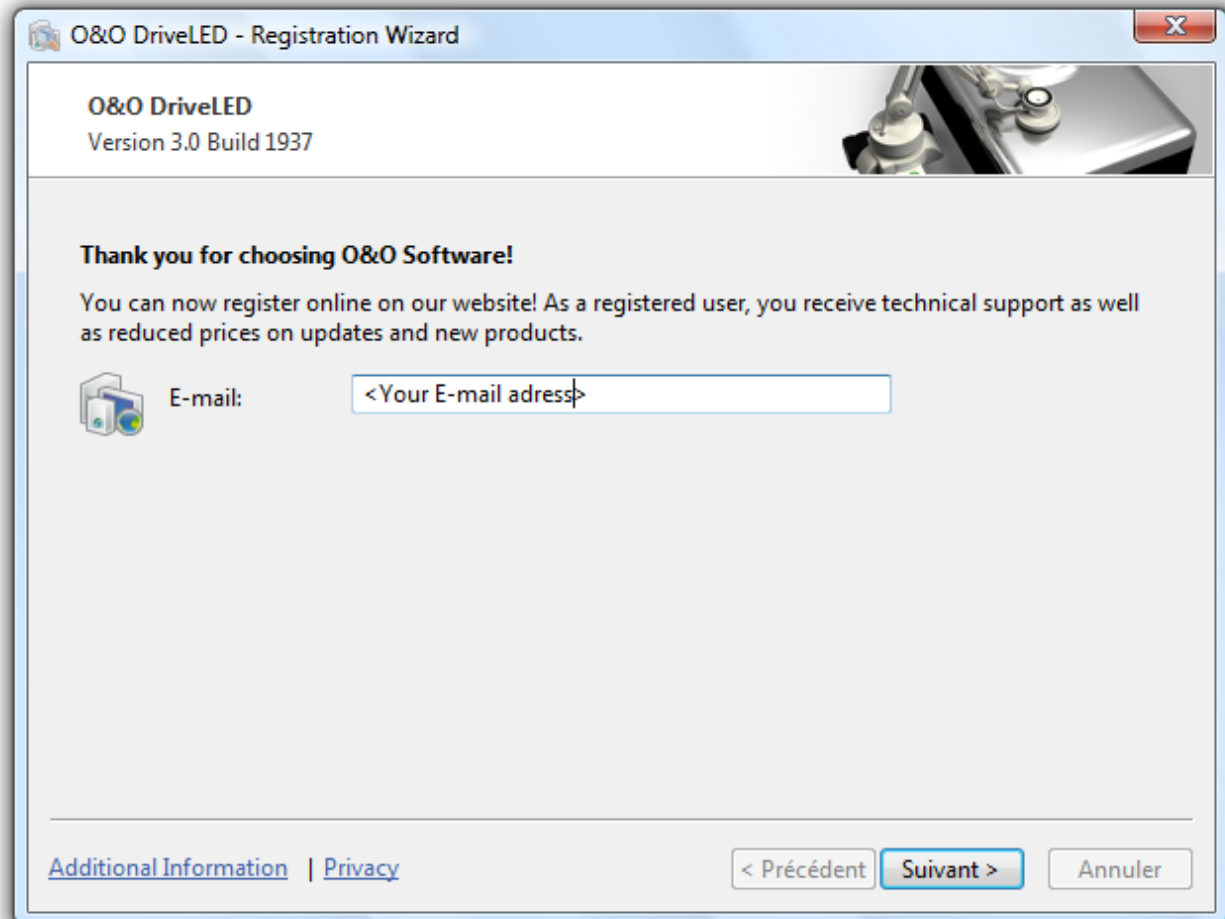 O&O DriveLED - Registration Wizard
X
O&O DriveLED
Version 3.0 Build 1937
Thank you for choosing O&O Software!
You can now register online on our website! As a registered user, you receive technical support as well
as reduced prices on updates and new products.
E-mail: <Your E-mail adress>
Additional Information | Privacy < Précédent Suivant > Annuler